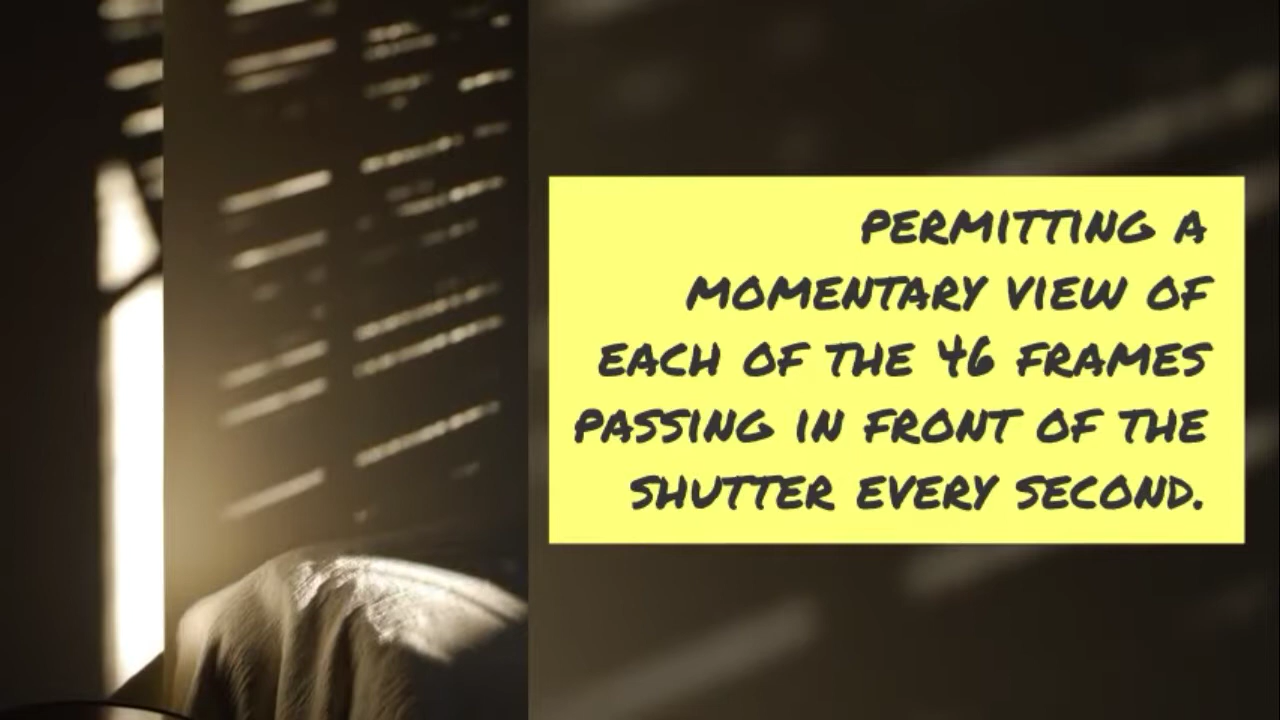 PERMITTING A
MOMENTARY VIEW OF
EACH OF THE 46 FRAMES
PASSING IN FRONT OF THE
SHUTTER EVERY SECOND.